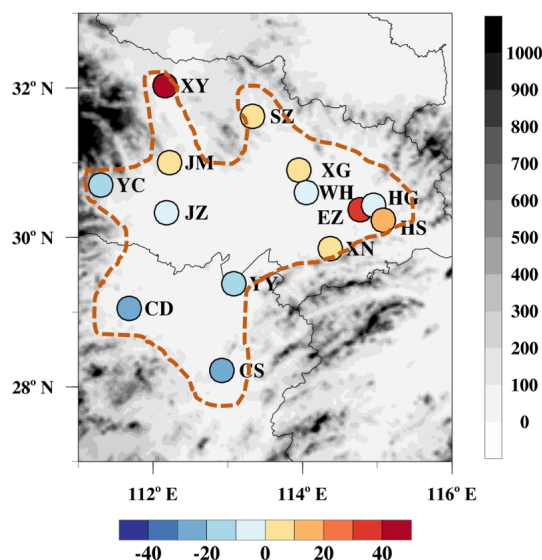 32° N
30° N
28° N
112° E
114° E
116° E
XY
SZ
JM
XG
YC
WH
HG
JZ
EZ
HS
XN
YY
CD
CS
1000
900
800
700
600
500
400
300
200
100
0
-40
-20
0
20
40